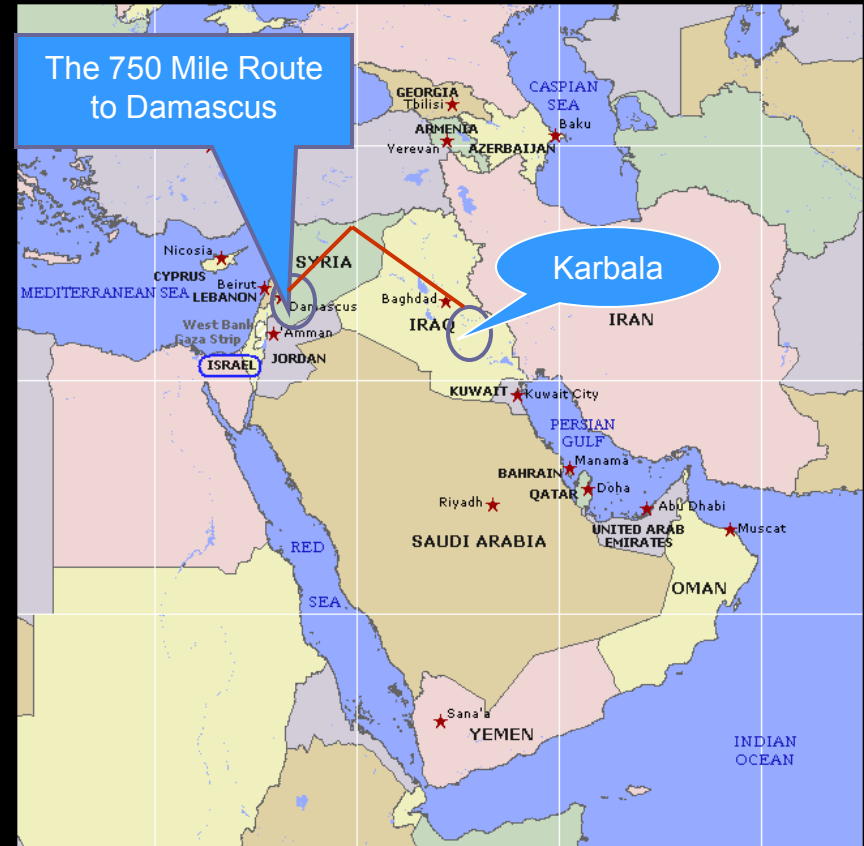 The 750 Mile Route
to Damascus
GEORGIA
Tbilisi
CASPIAN
SEA
Baku
ARMENIA
Yerevan
AZERBAIJAN
Nicosia
CYPRUS
SYRIA
Karbala
MEDITERRANEAN SEA
Beirut
LEBANON
Damascus
Baghdad
IRAQ
IRAN
West Bank
Gaza Strip
Amman
ISRAEL
JORDAN
KUWAIT
Kuwait City
PERSIAN
GULF
Manama
BAHRAIN
QATAR
Doha
Riyadh
Abu Dhabi
UNITED ARAB
EMIRATES
Muscat
SAUDI ARABIA
RED
SEA
OMAN
Sana'a
YEMEN
INDIAN
OCEAN